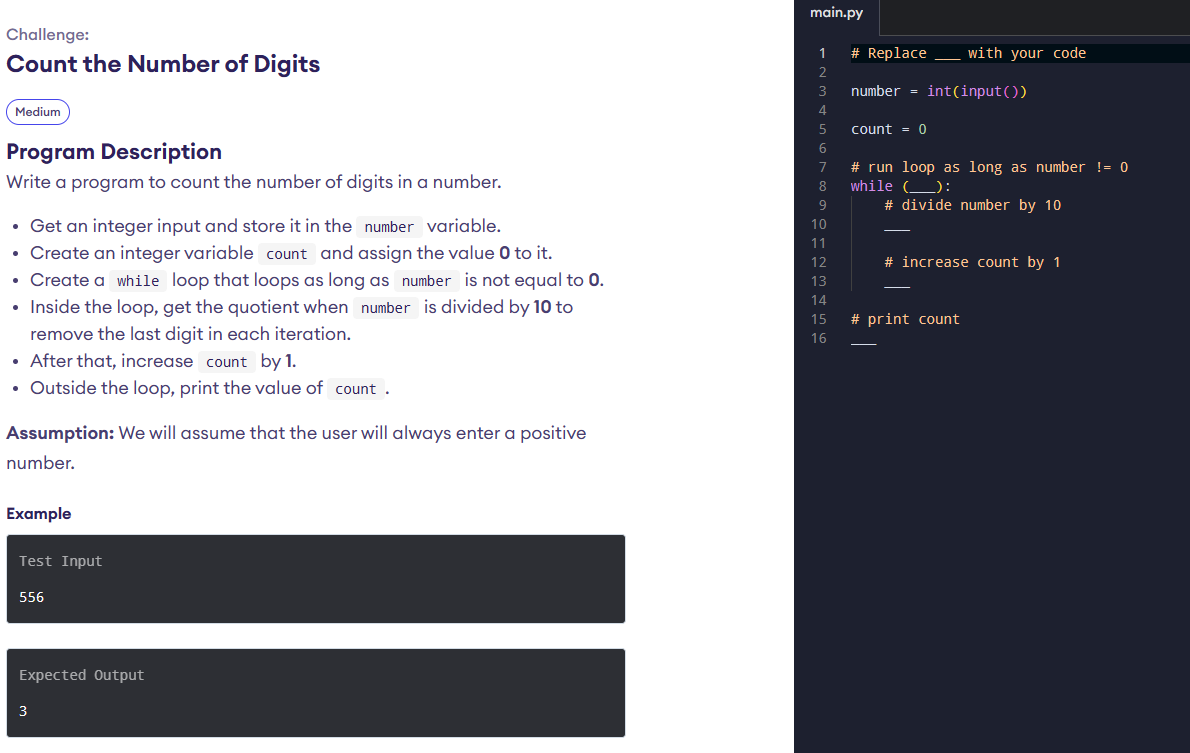 Challenge:
Count the Number of Digits
Medium
Program Description
Write a program to count the number of digits in a number.
• Get an integer input and store it in the number variable.
• Create an integer variable count and assign the value 0 to it.
• Create a while loop that loops as long as number is not equal to 0.
• Inside the loop, get the quotient when number is divided by 10 to
remove the last digit in each iteration.
• After that, increase count by 1.
• Outside the loop, print the value of count .
Assumption: We will assume that the user will always enter a positive
number.
Example
Test Input
556
Expected Output
3
main.py
1 # Replace ___ with your code
2
3 number = int(input())
4
5 count = 0
6
7 # run loop as long as number != 0
8 while (___):
9     # divide number by 10
10     ___
11
12     # increase count by 1
13     ___
14
15 # print count
16 ___